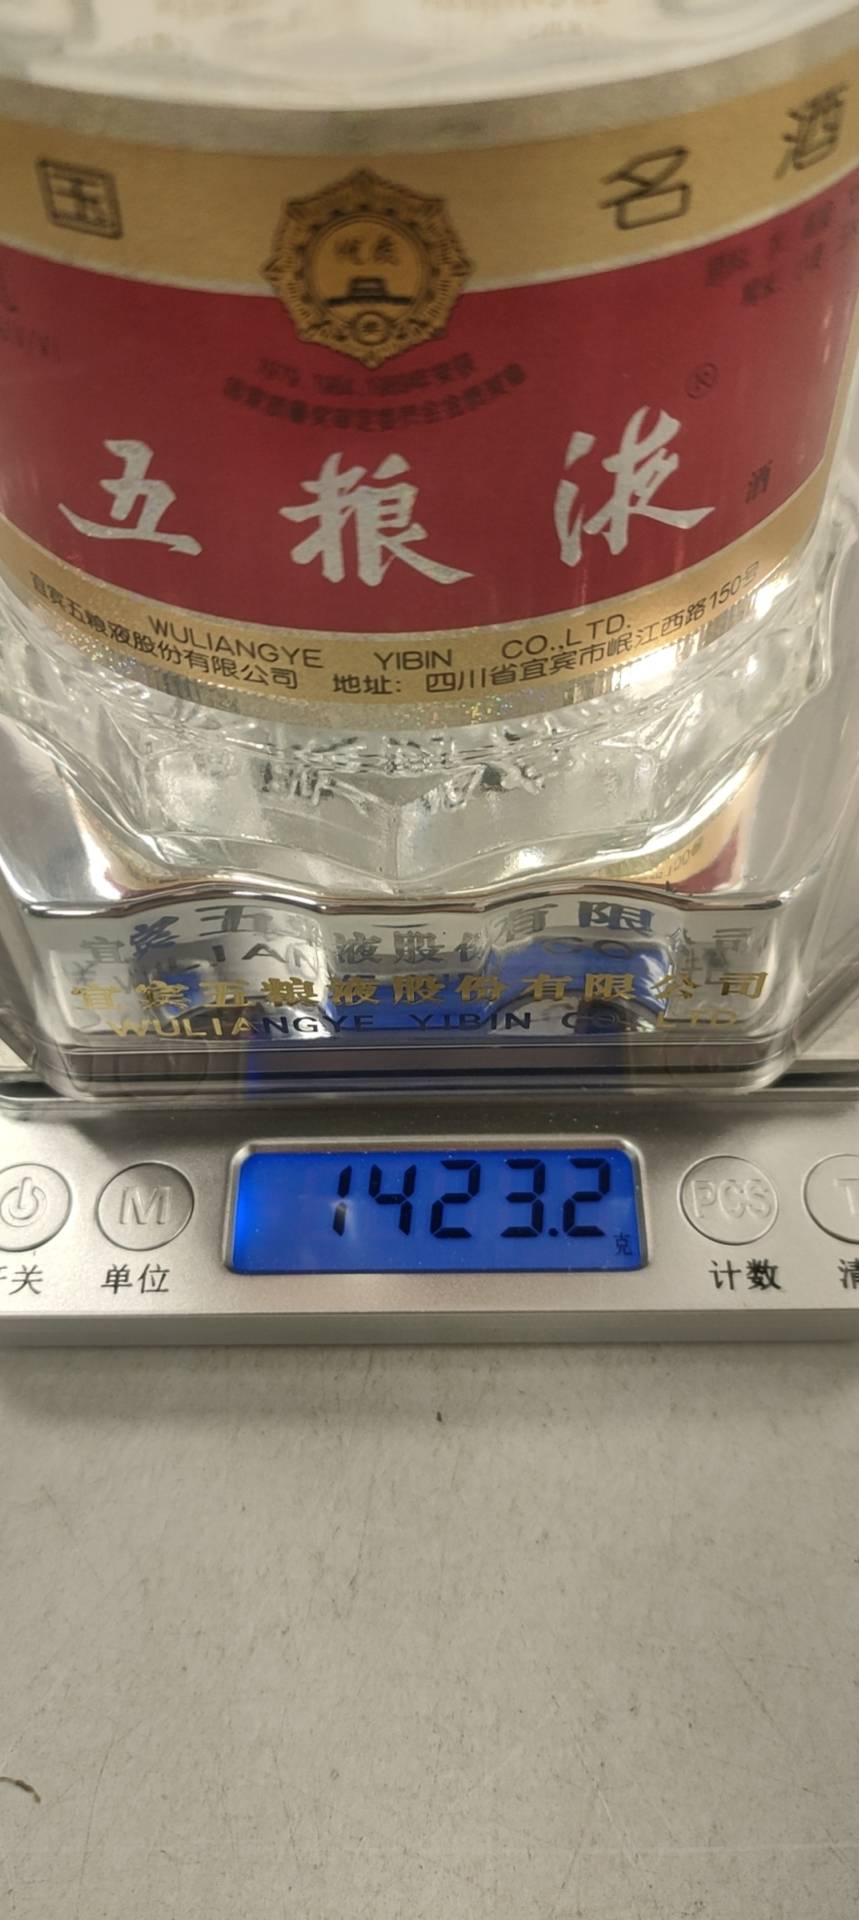 国 名 酒
五粮液®
酒
WULIANGYE YIBIN CO.,LTD.
宜宾五粮液股份有限公司 地址：四川省宜宾市岷江西路150号
宜宾五粮液股份有限公司
WULIANGYE YIBIN CO.,LTD
1423.2
克
M
PCS
T
开关
单位
计数
清